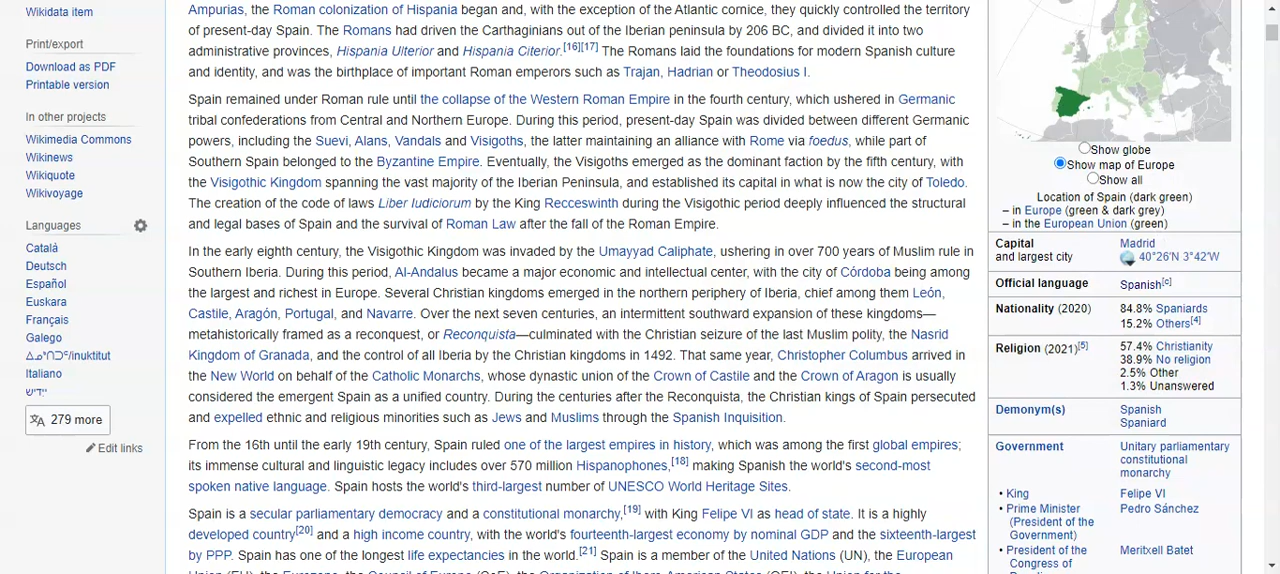 Wikidata item
Print/export
Download as PDF
Printable version
In other projects
Wikimedia Commons
Wikinews
Wikiquote
Wikivoyage
Languages
Català
Deutsch
Español
Euskara
Français
Galego
ᐃᓄᒃᑎᑐᑦ/inuktitut
Italiano
ייִדיש
279 more
Edit links
Ampurias, the Roman colonization of Hispania began and, with the exception of the Atlantic cornice, they quickly controlled the territory
of present-day Spain. The Romans had driven the Carthaginians out of the Iberian peninsula by 206 BC, and divided it into two
administrative provinces, Hispania Ulterior and Hispania Citerior.[16][17] The Romans laid the foundations for modern Spanish culture
and identity, and was the birthplace of important Roman emperors such as Trajan, Hadrian or Theodosius I.
Spain remained under Roman rule until the collapse of the Western Roman Empire in the fourth century, which ushered in Germanic
tribal confederations from Central and Northern Europe. During this period, present-day Spain was divided between different Germanic
powers, including the Suevi, Alans, Vandals and Visigoths, the latter maintaining an alliance with Rome via foedus, while part of
Southern Spain belonged to the Byzantine Empire. Eventually, the Visigoths emerged as the dominant faction by the fifth century, with
the Visigothic Kingdom spanning the vast majority of the Iberian Peninsula, and established its capital in what is now the city of Toledo.
The creation of the code of laws Liber Iudiciorum by the King Recceswinth during the Visigothic period deeply influenced the structural
and legal bases of Spain and the survival of Roman Law after the fall of the Roman Empire.
In the early eighth century, the Visigothic Kingdom was invaded by the Umayyad Caliphate, ushering in over 700 years of Muslim rule in
Southern Iberia. During this period, Al-Andalus became a major economic and intellectual center, with the city of Córdoba being among
the largest and richest in Europe. Several Christian kingdoms emerged in the northern periphery of Iberia, chief among them León,
Castile, Aragón, Portugal, and Navarre. Over the next seven centuries, an intermittent southward expansion of these kingdoms—
metahistorically framed as a reconquest, or Reconquista—culminated with the Christian seizure of the last Muslim polity, the Nasrid
Kingdom of Granada, and the control of all Iberia by the Christian kingdoms in 1492. That same year, Christopher Columbus arrived in
the New World on behalf of the Catholic Monarchs, whose dynastic union of the Crown of Castile and the Crown of Aragon is usually
considered the emergent Spain as a unified country. During the centuries after the Reconquista, the Christian kings of Spain persecuted
and expelled ethnic and religious minorities such as Jews and Muslims through the Spanish Inquisition.
From the 16th until the early 19th century, Spain ruled one of the largest empires in history, which was among the first global empires;
its immense cultural and linguistic legacy includes over 570 million Hispanophones,[18] making Spanish the world's second-most
spoken native language. Spain hosts the world's third-largest number of UNESCO World Heritage Sites.
Spain is a secular parliamentary democracy and a constitutional monarchy,[19] with King Felipe VI as head of state. It is a highly
developed country[20] and a high income country, with the world's fourteenth-largest economy by nominal GDP and the sixteenth-largest
by PPP. Spain has one of the longest life expectancies in the world.[21] Spain is a member of the United Nations (UN), the European
Union (EU), the Eurozone, the Council of Europe (CoE), the Organization of Ibero-American States (OEI), the Union for the
Show globe
Show map of Europe
Show all
Location of Spain (dark green)
– in Europe (green & dark grey)
– in the European Union (green)
Capital
and largest city
Madrid
40°26′N 3°42′W
Official language
Spanish[c]
Nationality (2020)
84.8% Spaniards
15.2% Others[4]
Religion (2021)[5]
57.4% Christianity
38.9% No religion
2.5% Other
1.3% Unanswered
Demonym(s)
Spanish
Spaniard
Government
Unitary parliamentary
constitutional
monarchy
• King
Felipe VI
• Prime Minister
(President of the
Government)
Pedro Sánchez
• President of the
Congress of
Meritxell Batet